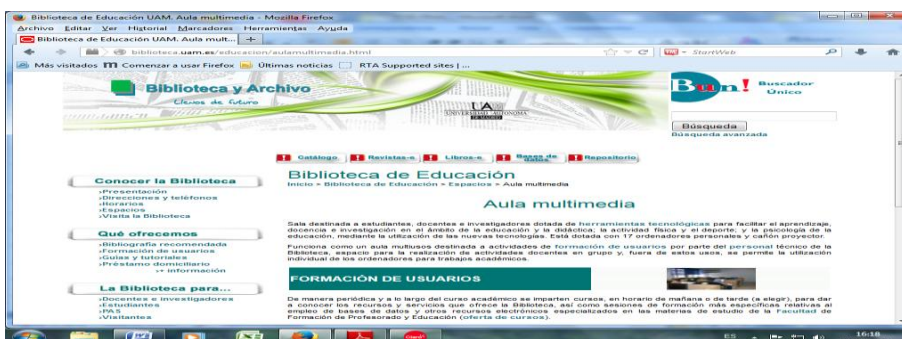 Biblioteca de Educación UAM. Aula multimedia - Mozilla Firefox
Archivo Editar Ver Historial Marcadores Herramientas Ayuda
Biblioteca de Educación UAM. Aula mult...
biblioteca.uam.es/educacion/aulamultimedia.html
StartWeb
Más visitados Comenzar a usar Firefox Últimas noticias RTA Supported sites | ...
Biblioteca y Archivo
Llenos de futuro
UNIVERSIDAD AUTONOMA
Bun! Buscador Único
Búsqueda
Búsqueda avanzada
Catálogo Revistas-e Libros-e Bases de datos Repositorio
Biblioteca de Educación
Inicio » Biblioteca de Educación » Espacios » Aula multimedia
Conocer la Biblioteca
Presentación
Direcciones y teléfonos
Horarios
Espacios
Visita la Biblioteca
Qué ofrecemos
Bibliografía recomendada
Formación de usuarios
Guías y tutoriales
Préstamo domiciliario
+ información
La Biblioteca para...
Docentes e investigadores
Estudiantes
PAS
Visitantes
Aula multimedia
Sala destinada a estudiantes, docentes e investigadores dotada de herramientas tecnológicas para facilitar el aprendizaje,
docencia e investigación en el ámbito de la educación y la didáctica; la actividad física y el deporte; y la psicología de la
educación, mediante la utilización de las nuevas tecnologías. Está dotada con 17 ordenadores personales y cañón proyector.
Funciona como un aula multiusos destinada a actividades de formación de usuarios por parte del personal técnico de la
Biblioteca, espacio para la realización de actividades docentes en grupo y, fuera de estos usos, se permite la utilización
individual de los ordenadores para trabajos académicos.
FORMACIÓN DE USUARIOS
De manera periódica y a lo largo del curso académico se imparten cursos, en horario de mañana o de tarde (a elegir), para dar
a conocer los recursos y servicios que ofrece la Biblioteca, así como sesiones de formación más específicas relativas al
empleo de bases de datos y otros recursos electrónicos especializados en las materias de estudio de la Facultad de
Formación de Profesorado y Educación (oferta de cursos).
ES
16:18